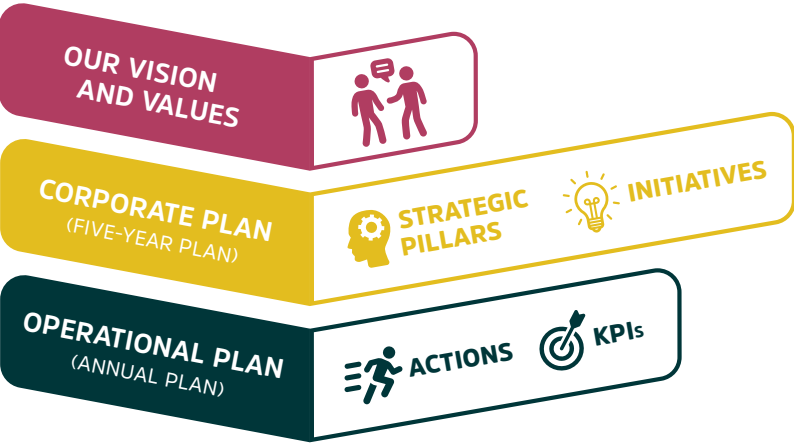 OUR VISION
AND VALUES
CORPORATE PLAN
(FIVE-YEAR PLAN)
STRATEGIC
PILLARS
INITIATIVES
OPERATIONAL PLAN
(ANNUAL PLAN)
ACTIONS
KPIs